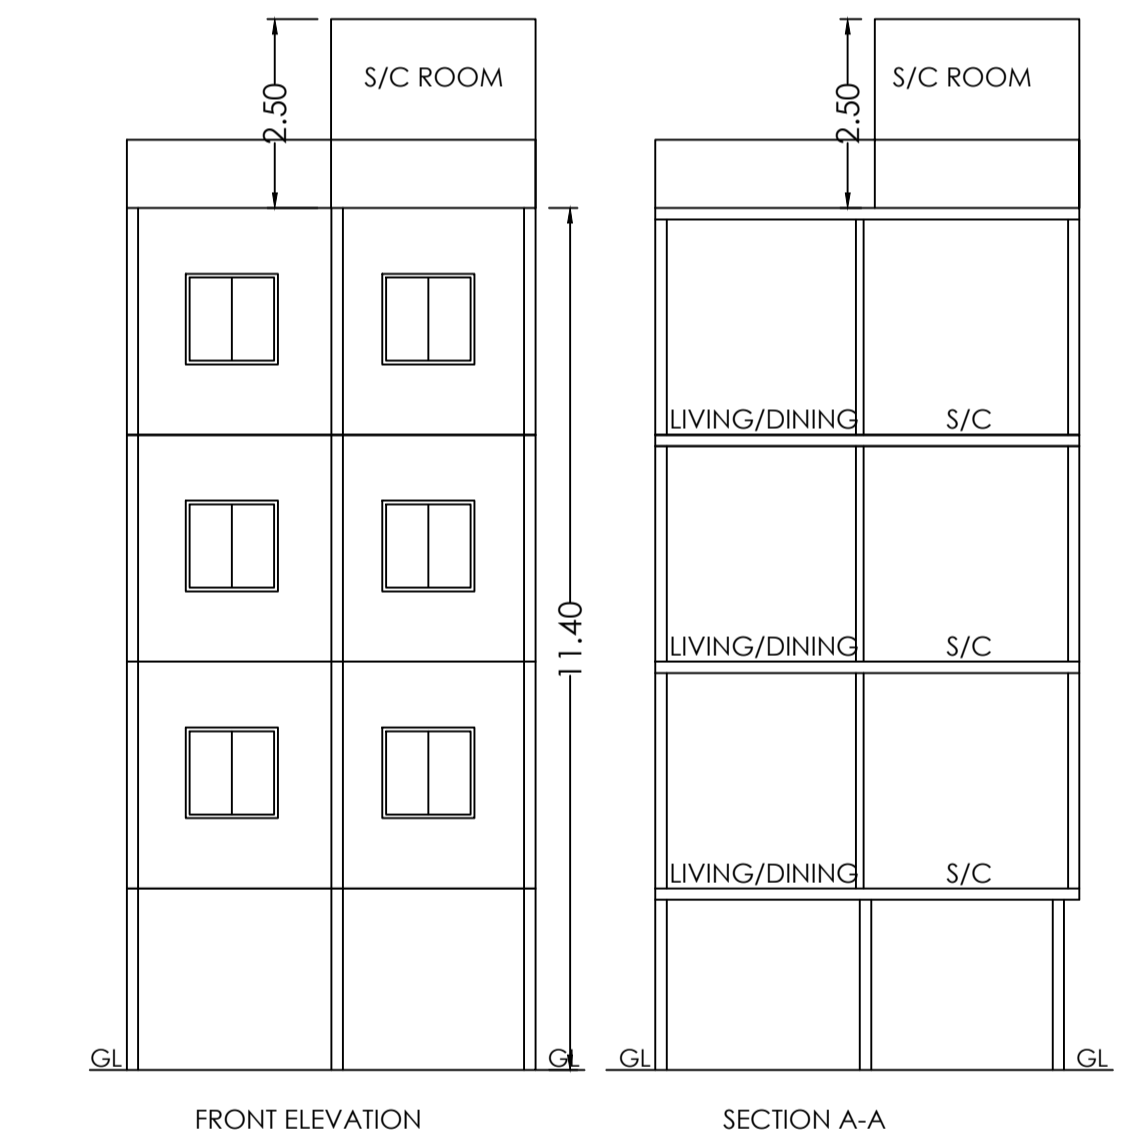 S/C ROOM
2.50
S/C ROOM
2.50
LIVING/DINING S/C
LIVING/DINING S/C
11.40
LIVING/DINING S/C
GL GL GL GL
FRONT ELEVATION
SECTION A-A